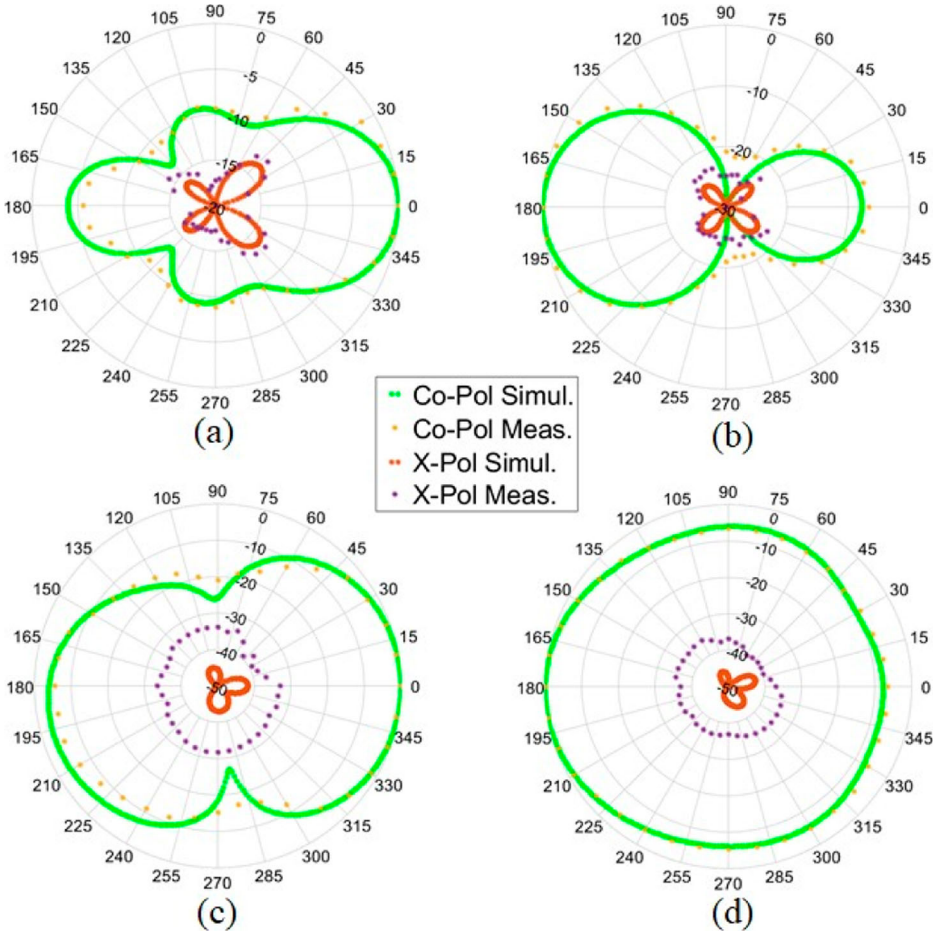 90
105 75
120 0 60
135 45
-5
150 30
-10
165 15
-15
180 -20 0
195 345
210 330
225 315
240 300
255 270 285
(a)
90
105 75
120 0 60
135 45
-10
150 30
-20
165 15
180 -30 0
195 345
210 330
225 315
240 300
255 270 285
(b)
Co-Pol Simul.
Co-Pol Meas.
X-Pol Simul.
X-Pol Meas.
90
105 75
120 0 60
135 -10 45
150 -20 30
-30
165 15
-40
180 -50 0
195 345
210 330
225 315
240 300
255 270 285
(c)
90
105 75
120 0 60
135 -10 45
150 -20 30
-30
165 15
-40
180 -50 0
195 345
210 330
225 315
240 300
255 270 285
(d)